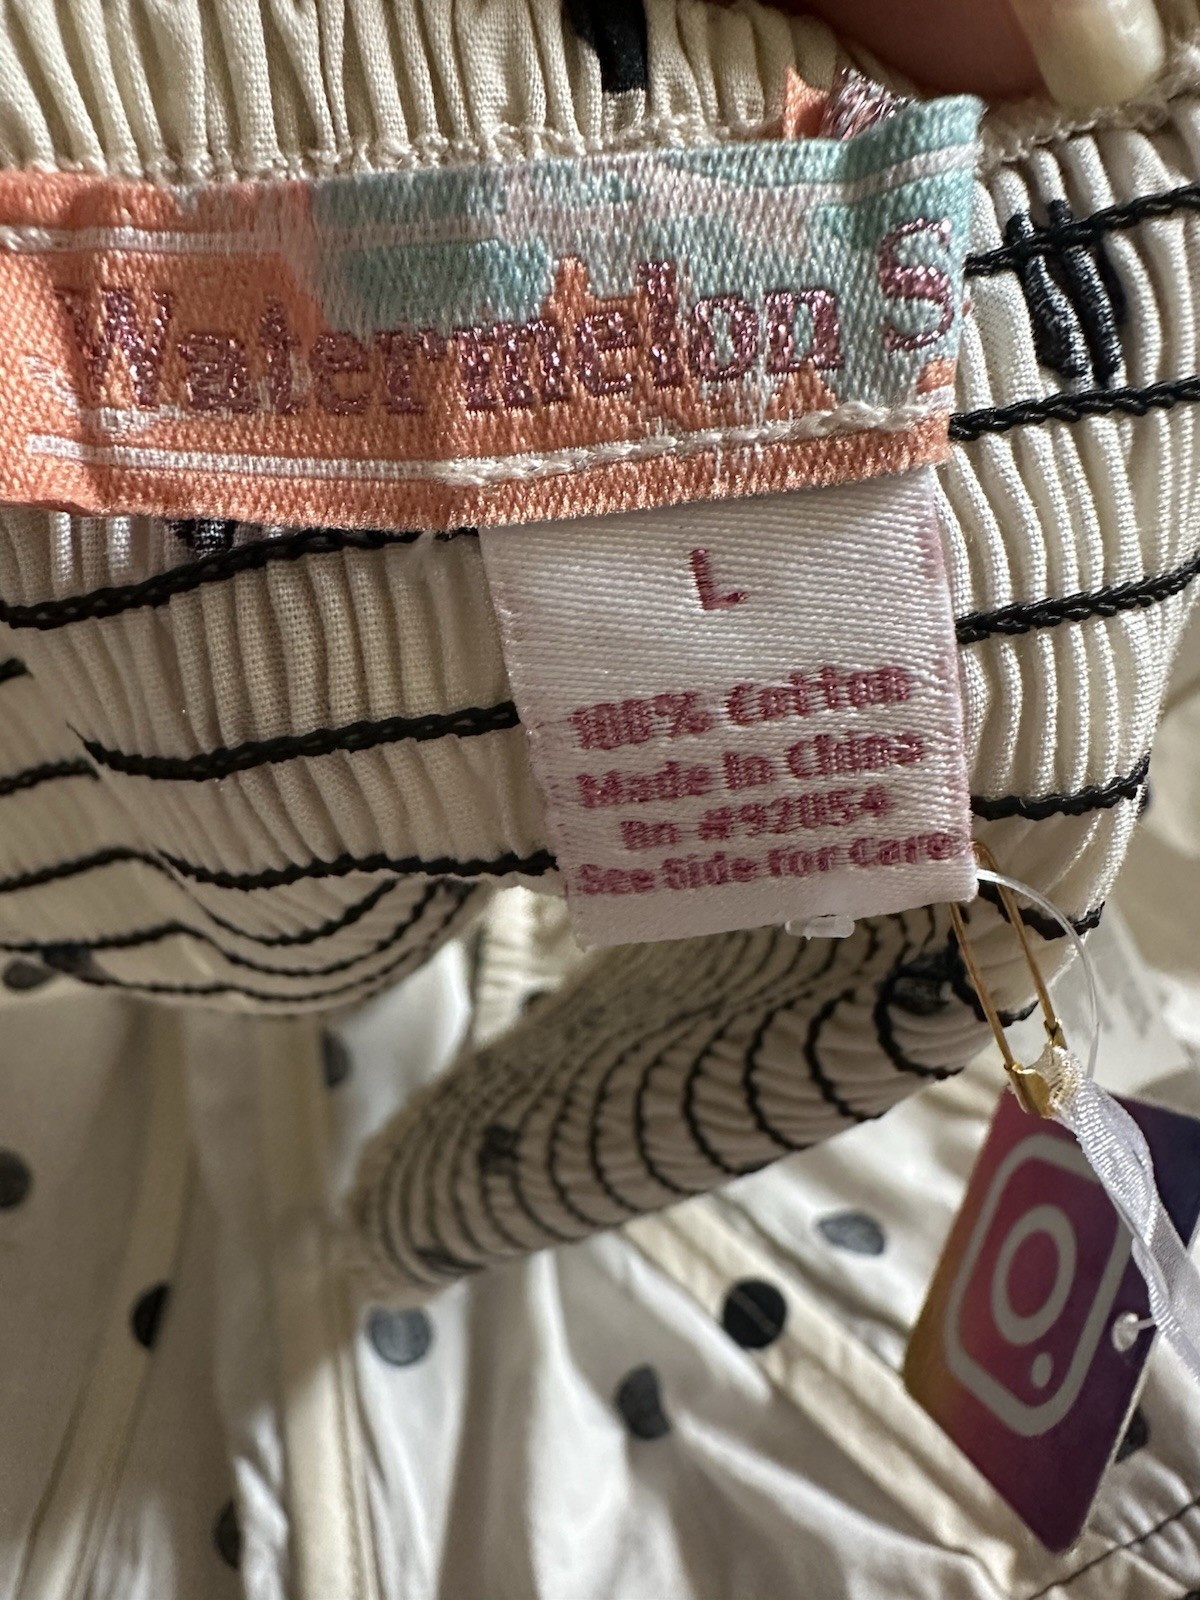 Watermelon S
L
100% Cotton
Made In China
Rn #92054
See Side For Care